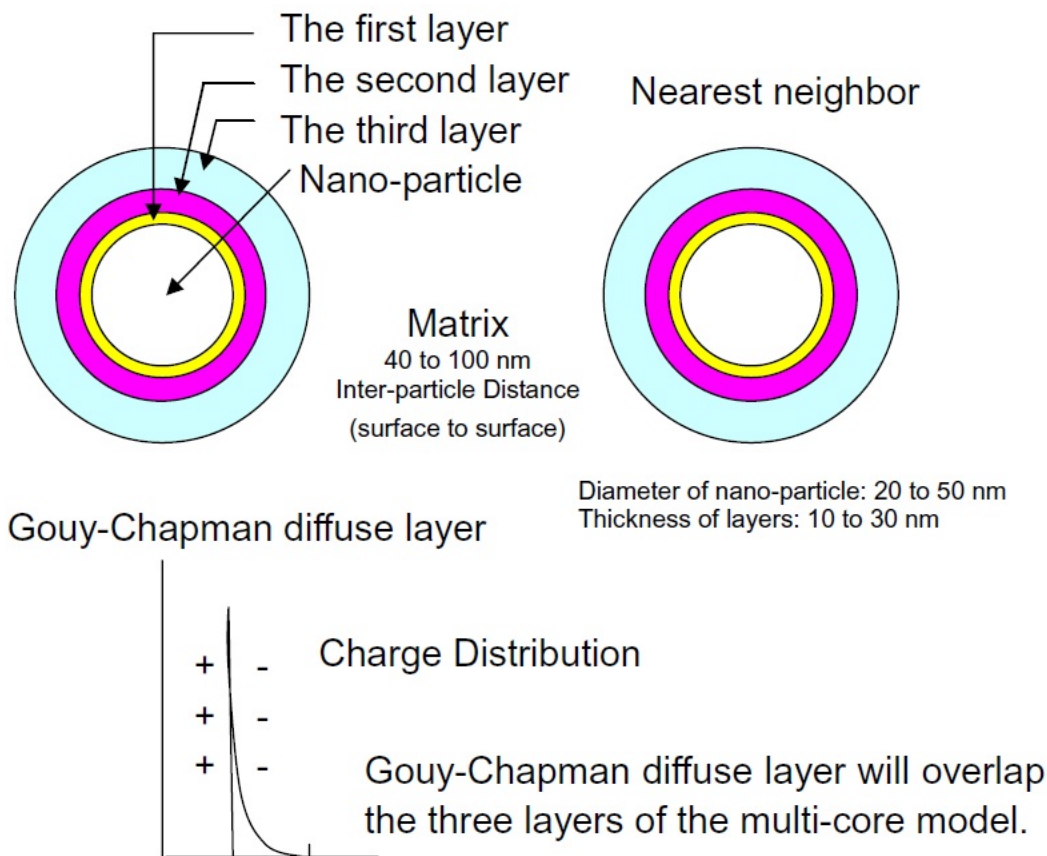 The first layer
The second layer
The third layer
Nano-particle
Nearest neighbor
Matrix
40 to 100 nm
Inter-particle Distance
(surface to surface)
Diameter of nano-particle: 20 to 50 nm
Thickness of layers: 10 to 30 nm
Gouy-Chapman diffuse layer
+ -
Charge Distribution
+ -
+ -
Gouy-Chapman diffuse layer will overlap
the three layers of the multi-core model.